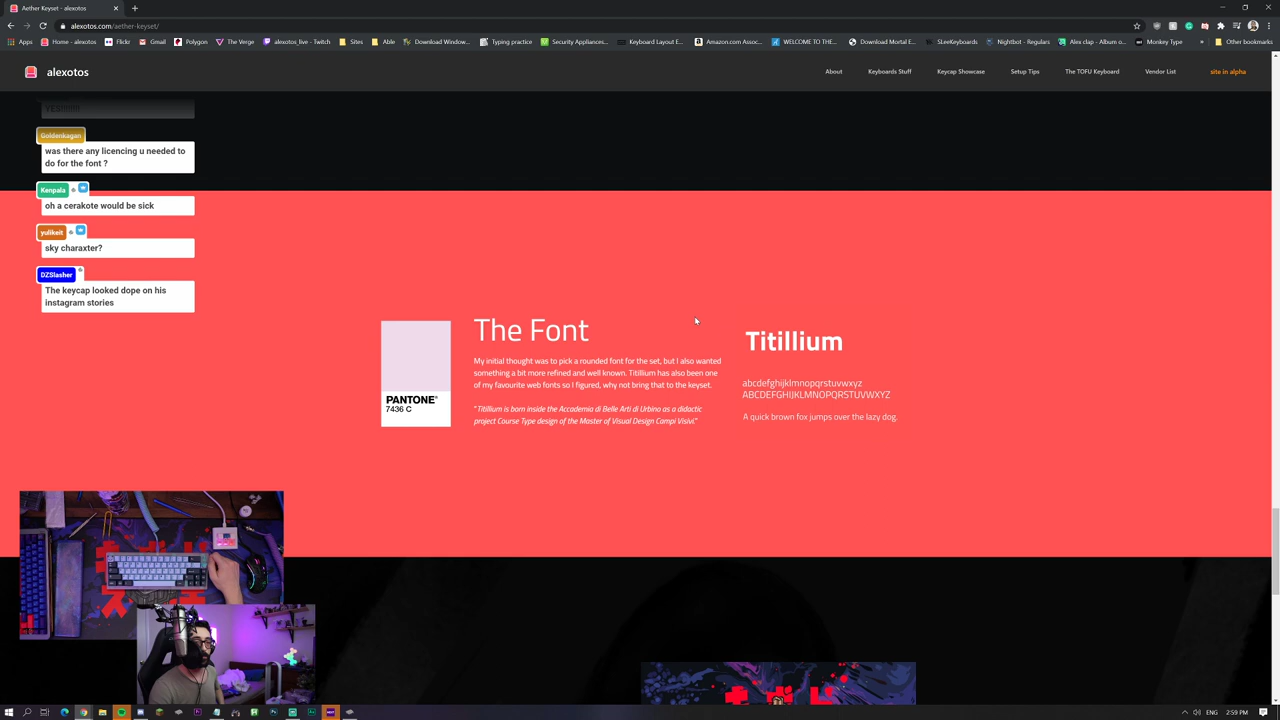 Aether Keyset - alexotos
alexotos.com/aether-keyset/
Apps
Home - alexotos
Flickr
Gmail
Polygon
The Verge
alexotos_live - Twitch
Sites
Able
Download Window...
Typing practice
Security Appliances...
Keyboard Layout E...
Amazon.com Assoc...
WELCOME TO THE...
Download Mortal E...
SLeeKeyboards
Nightbot - Regulars
Alex clap - Album o...
Monkey Type
»
Other bookmarks
alexotos
About
Keyboards Stuff
Keycap Showcase
Setup Tips
The TOFU Keyboard
Vendor List
site in alpha
Goldenkagan
was there any licencing u needed to
do for the font ?
Kenpala
oh a cerakote would be sick
yulikeit
sky charaxter?
DZSlasher
The keycap looked dope on his
instagram stories
PANTONE®
7436 C
The Font
My initial thought was to pick a rounded font for the set, but I also wanted
something a bit more refined and well known. Titillium has also been one
of my favourite web fonts so I figured, why not bring that to the keyset.
"Titillium is born inside the Accademia di Belle Arti di Urbino as a didactic
project Course Type design of the Master of Visual Design Campi Visivi."
Titillium
abcdefghijklmnopqrstuvwxyz
ABCDEFGHIJKLMNOPQRSTUVWXYZ
A quick brown fox jumps over the lazy dog.
ENG
2:59 PM